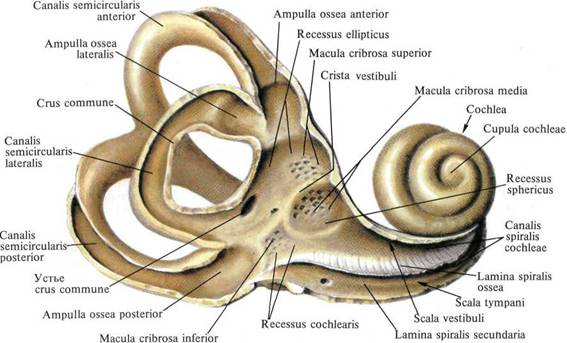 Canalis semicircularis
anterior
Ampulla ossea
lateralis
Crus commune
Canalis
semicircularis
lateralis
Canalis
semicircularis
posterior
Устье
crus commune
Ampulla ossea posterior
Macula cribrosa inferior
Ampulla ossea anterior
Recessus ellipticus
Macula cribrosa superior
Crista vestibuli
Macula cribrosa media
Cochlea
Cupula cochleae
Recessus
sphericus
Canalis
spiralis
cochleae
Lamina spiralis
ossea
Scala tympani
Scala vestibuli
Lamina spiralis secundaria
Recessus cochlearis